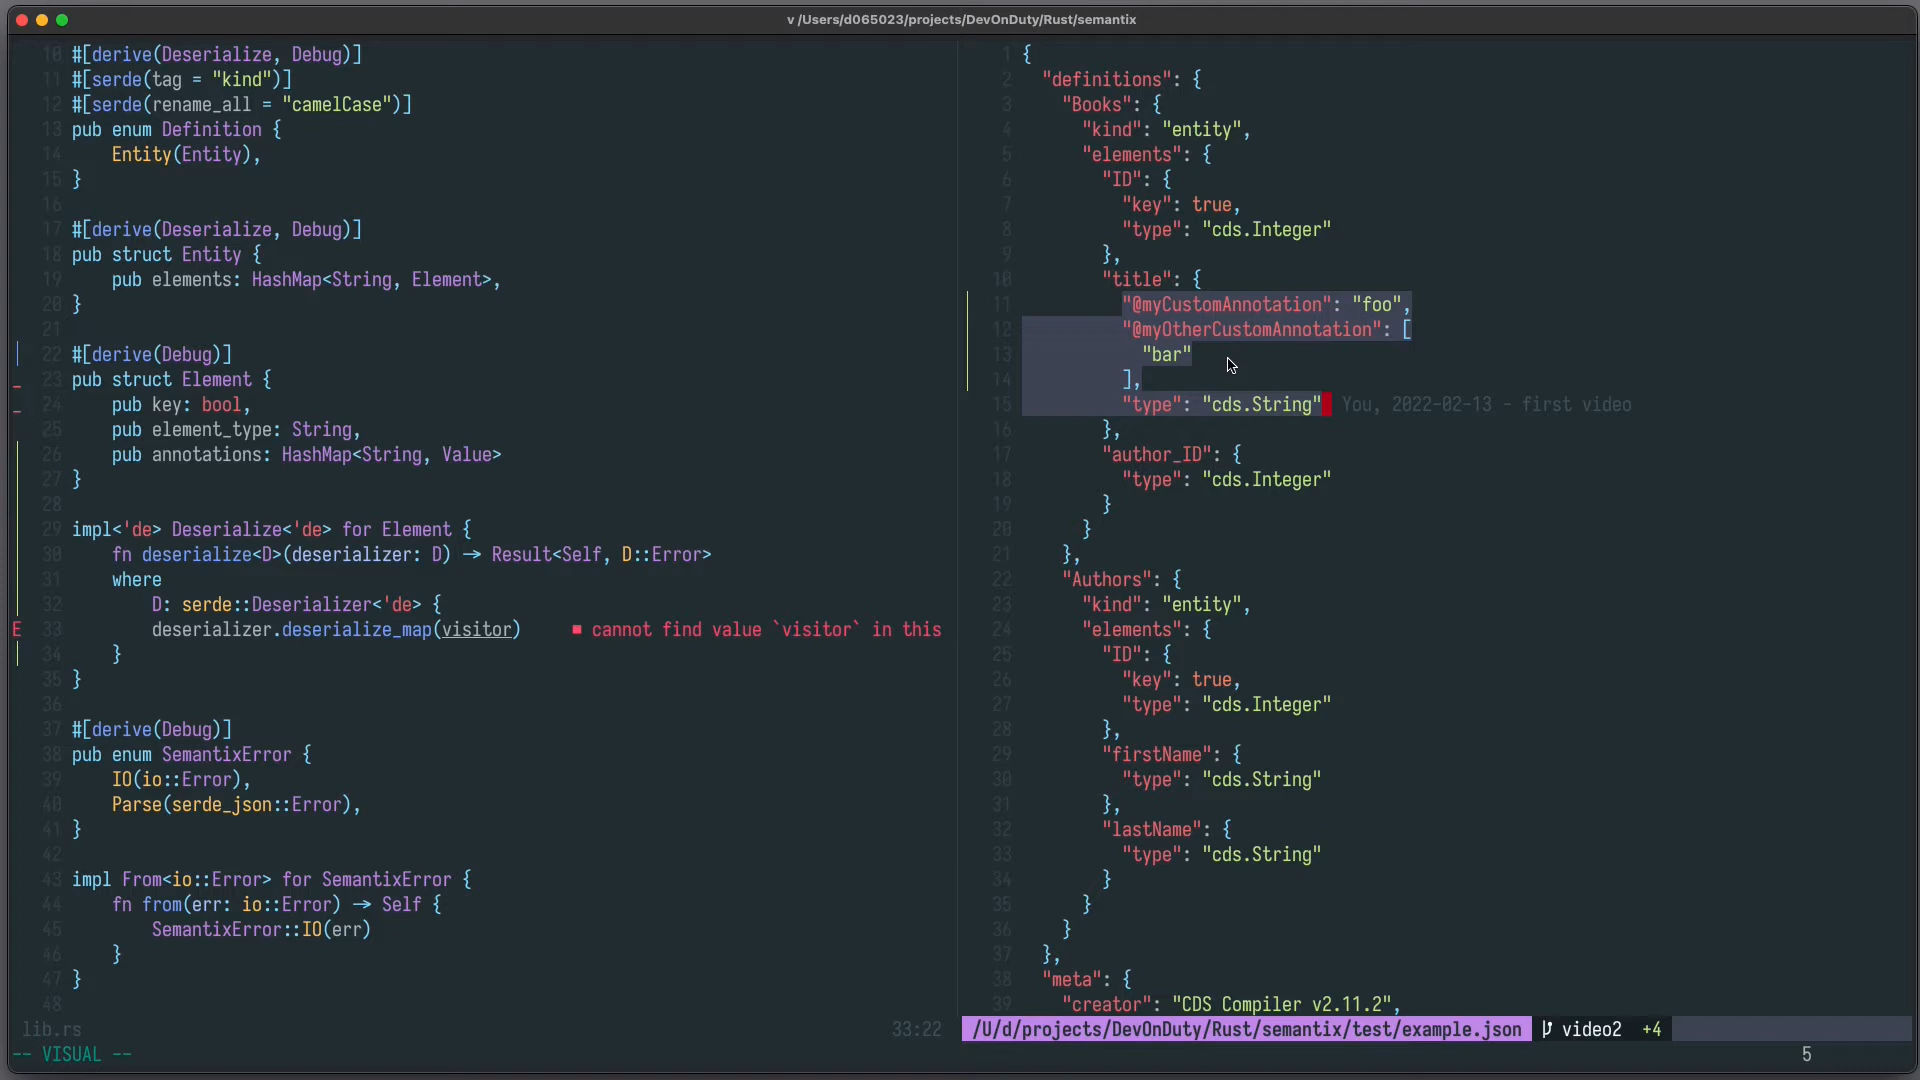 v /Users/d065023/projects/DevOnDuty/Rust/semantix
10 #[derive(Deserialize, Debug)]
11 #[serde(tag = "kind")]
12 #[serde(rename_all = "camelCase")]
13 pub enum Definition {
14     Entity(Entity),
15 }
16
17 #[derive(Deserialize, Debug)]
18 pub struct Entity {
19     pub elements: HashMap<String, Element>,
20 }
21
22 #[derive(Debug)]
23 pub struct Element {
24     pub key: bool,
25     pub element_type: String,
26     pub annotations: HashMap<String, Value>
27 }
28
29 impl<'de> Deserialize<'de> for Element {
30     fn deserialize<D>(deserializer: D) → Result<Self, D::Error>
31     where
32         D: serde::Deserializer<'de> {
E 33         deserializer.deserialize_map(visitor) ■ cannot find value `visitor` in this
34     }
35 }
36
37 #[derive(Debug)]
38 pub enum SemantixError {
39     IO(io::Error),
40     Parse(serde_json::Error),
41 }
42
43 impl From<io::Error> for SemantixError {
44     fn from(err: io::Error) → Self {
45         SemantixError::IO(err)
46     }
47 }
48
lib.rs 33:22
-- VISUAL --
1 {
2   "definitions": {
3     "Books": {
4       "kind": "entity",
5       "elements": {
6         "ID": {
7           "key": true,
8           "type": "cds.Integer"
9         },
10         "title": {
11           "@myCustomAnnotation": "foo",
12           "@myOtherCustomAnnotation": [
13             "bar"
14           ],
15           "type": "cds.String" You, 2022-02-13 - first video
16         },
17         "author_ID": {
18           "type": "cds.Integer"
19         }
20       }
21     },
22     "Authors": {
23       "kind": "entity",
24       "elements": {
25         "ID": {
26           "key": true,
27           "type": "cds.Integer"
28         },
29         "firstName": {
30           "type": "cds.String"
31         },
32         "lastName": {
33           "type": "cds.String"
34         }
35       }
36     }
37   },
38   "meta": {
39     "creator": "CDS Compiler v2.11.2",
/U/d/projects/DevOnDuty/Rust/semantix/test/example.json video2 +4
5